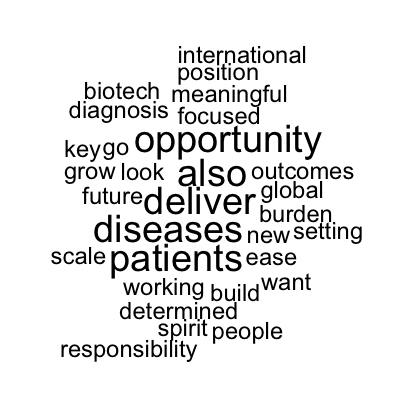 international
position
biotech meaningful
diagnosis focused
opportunity
key go
grow look also outcomes
future deliver global
burden
diseases new setting
scale patients ease
working build want
determined
spirit people
responsibility